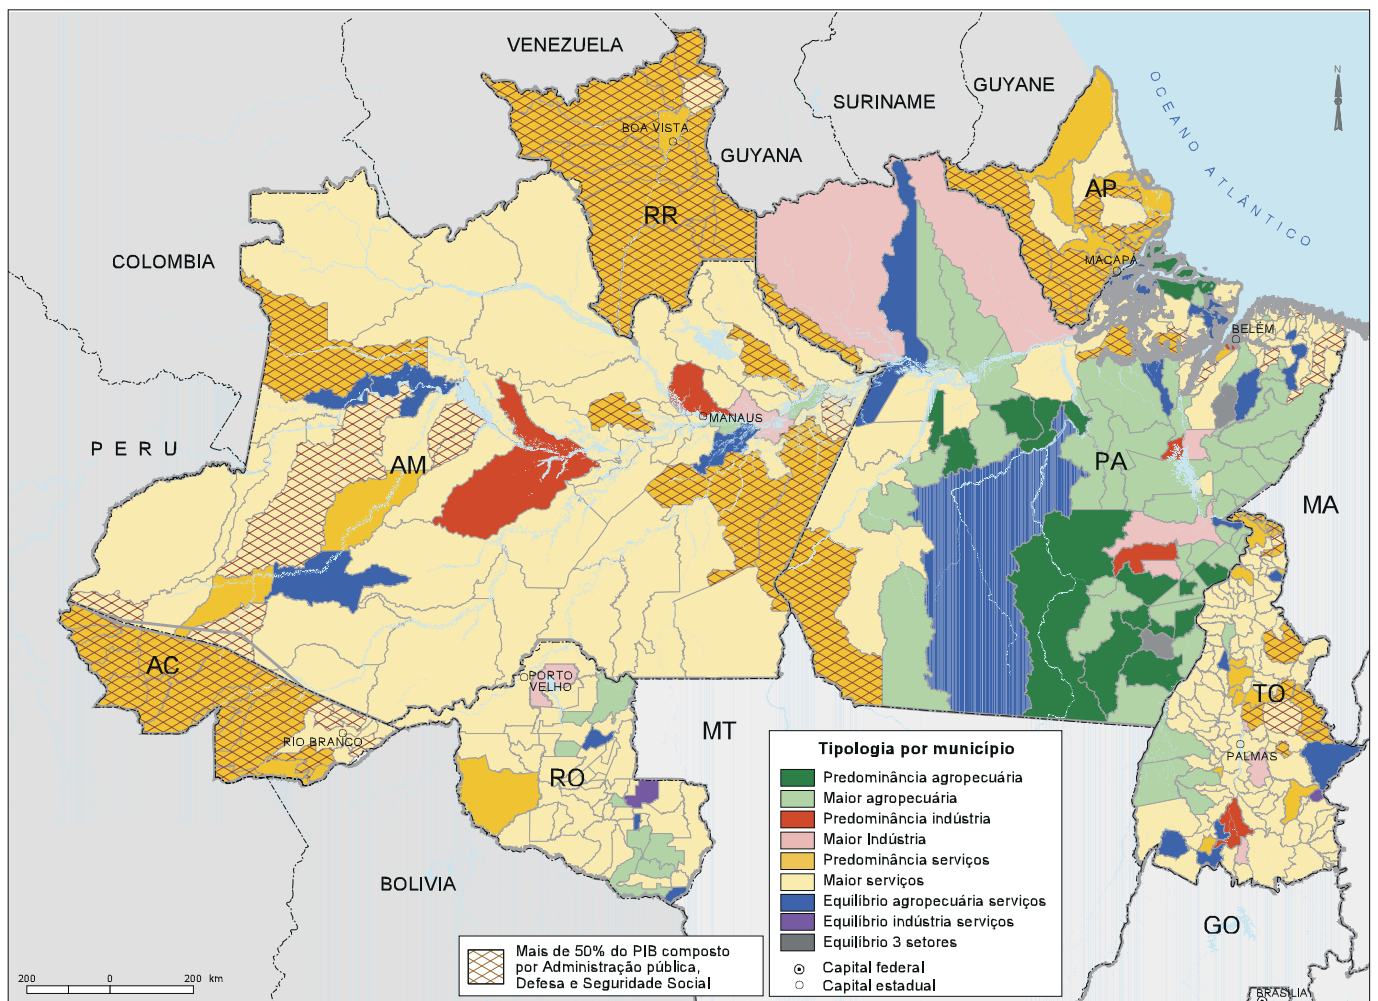 VENEZUELA
SURINAME
GUYANE
N
OCEANO ATLÂNTICO
BOA VISTA
GUYANA
RR
AP
COLOMBIA
MACAPÁ
BELÉM
MANAUS
PERU
AM
PA
MA
AC
PORTO
VELHO
RIO BRANCO
RO
MT
TO
PALMAS
BOLIVIA
GO
BRASÍLIA
Tipologia por município
Predominância agropecuária
Maior agropecuária
Predominância indústria
Maior Indústria
Predominância serviços
Maior serviços
Equilíbrio agropecuária serviços
Equilíbrio indústria serviços
Equilíbrio 3 setores
Capital federal
Capital estadual
Mais de 50% do PIB composto
por Administração pública,
Defesa e Seguridade Social
200 0 200 km